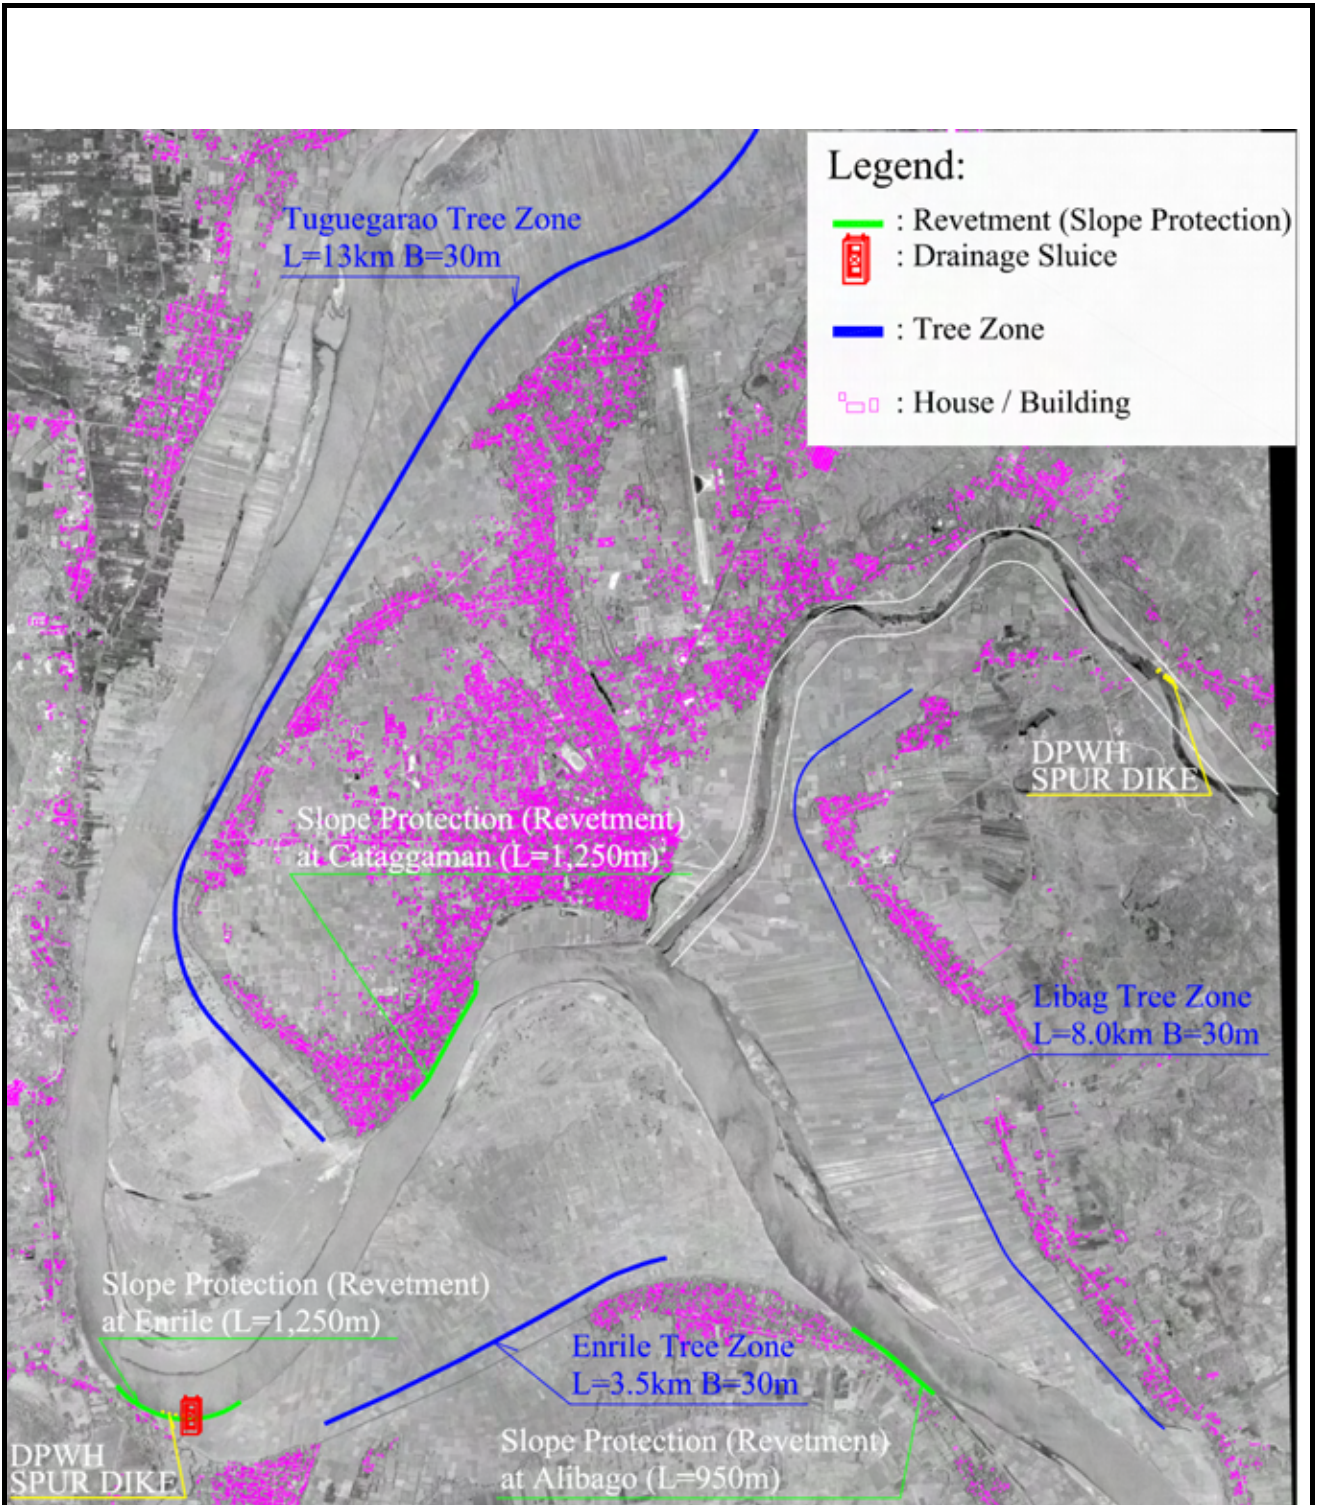 Legend:
: Revetment (Slope Protection)
: Drainage Sluice
: Tree Zone
: House / Building
Tuguegarao Tree Zone
L=13km B=30m
DPWH
SPUR DIKE
Slope Protection (Revetment)
at Cataggaman (L=1,250m)
Libag Tree Zone
L=8.0km B=30m
Slope Protection (Revetment)
at Enrile (L=1,250m)
Enrile Tree Zone
L=3.5km B=30m
Slope Protection (Revetment)
at Alibago (L=950m)
DPWH
SPUR DIKE